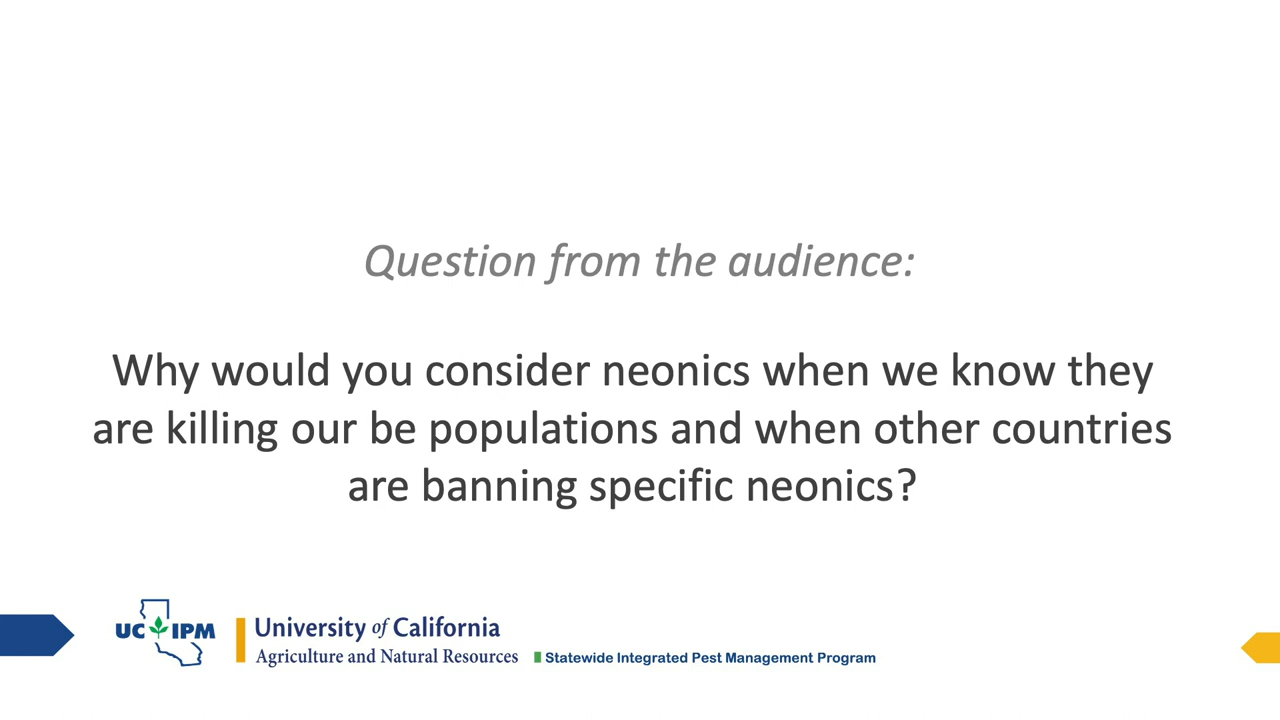 Question from the audience:
Why would you consider neonics when we know they
are killing our be populations and when other countries
are banning specific neonics?
UC IPM
University of California
Agriculture and Natural Resources
Statewide Integrated Pest Management Program